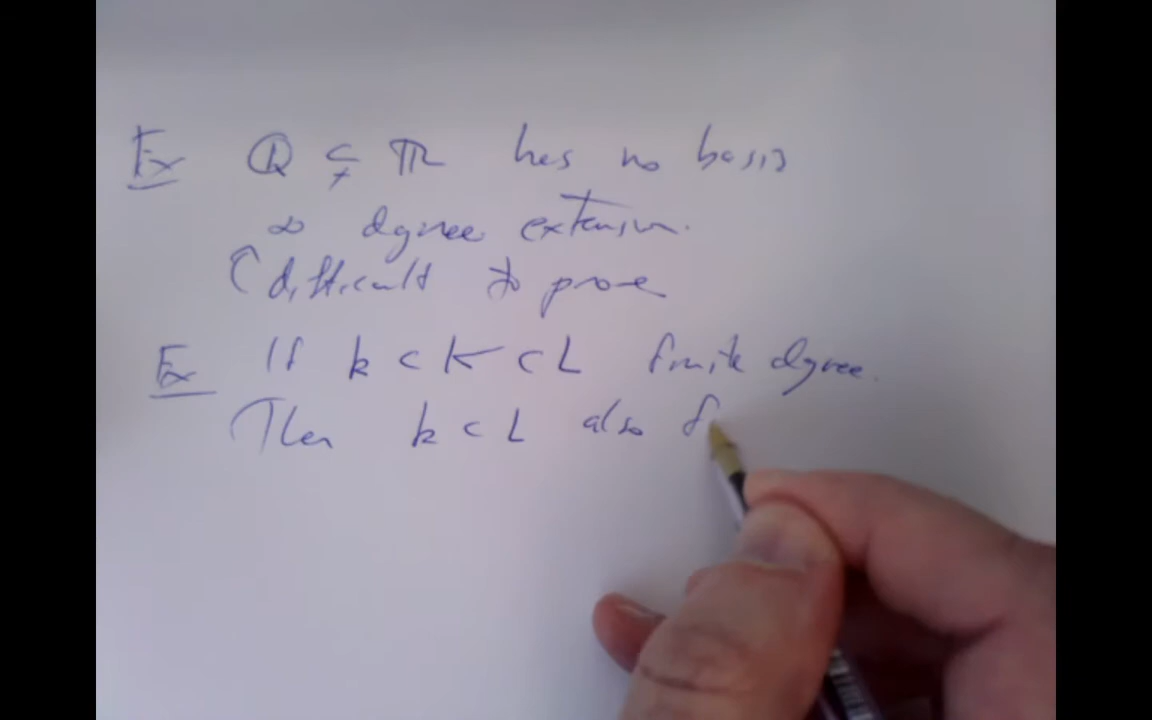 Ex ℚ ⊊ ℝ has no basis
∞ degree extension.
(difficult to prove
Ex If k ⊂ K ⊂ L finite degree.
Then k ⊂ L also f